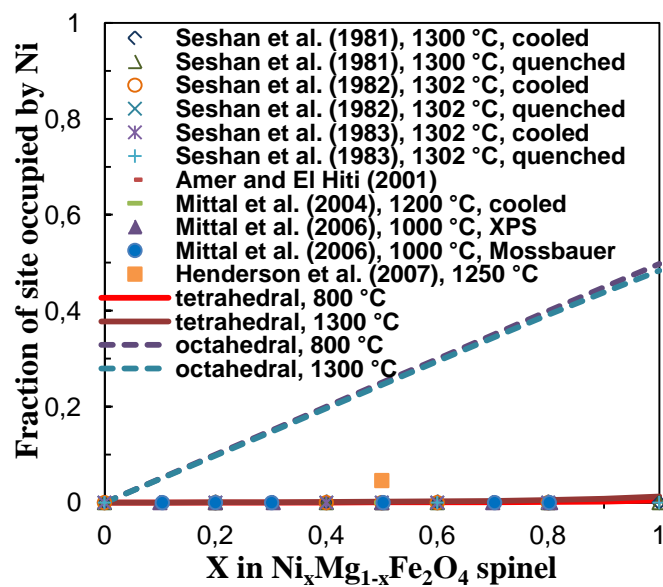 1
0,8
0,6
0,4
0,2
0
Fraction of site occupied by Ni
Seshan et al. (1981), 1300 °C, cooled
Seshan et al. (1981), 1300 °C, quenched
Seshan et al. (1982), 1302 °C, cooled
Seshan et al. (1982), 1302 °C, quenched
Seshan et al. (1983), 1302 °C, cooled
Seshan et al. (1983), 1302 °C, quenched
Amer and El Hiti (2001)
Mittal et al. (2004), 1200 °C, cooled
Mittal et al. (2006), 1000 °C, XPS
Mittal et al. (2006), 1000 °C, Mossbauer
Henderson et al. (2007), 1250 °C
tetrahedral, 800 °C
tetrahedral, 1300 °C
octahedral, 800 °C
octahedral, 1300 °C
0 0,2 0,4 0,6 0,8 1
X in NiₓMg₁₋ₓFe₂O₄ spinel